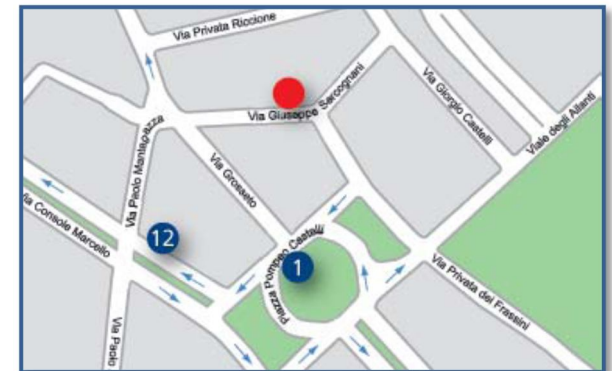 Via Privata Riccione
Via Giuseppe Sercognani
Via Giorgio Castelli
Viale degli Ailanti
Via Paolo Mantegazza
Via Grosseto
Via Console Marcello
12
Piazza Pompeo Castelli
1
Via Privata dei Frassini
Via Paolo